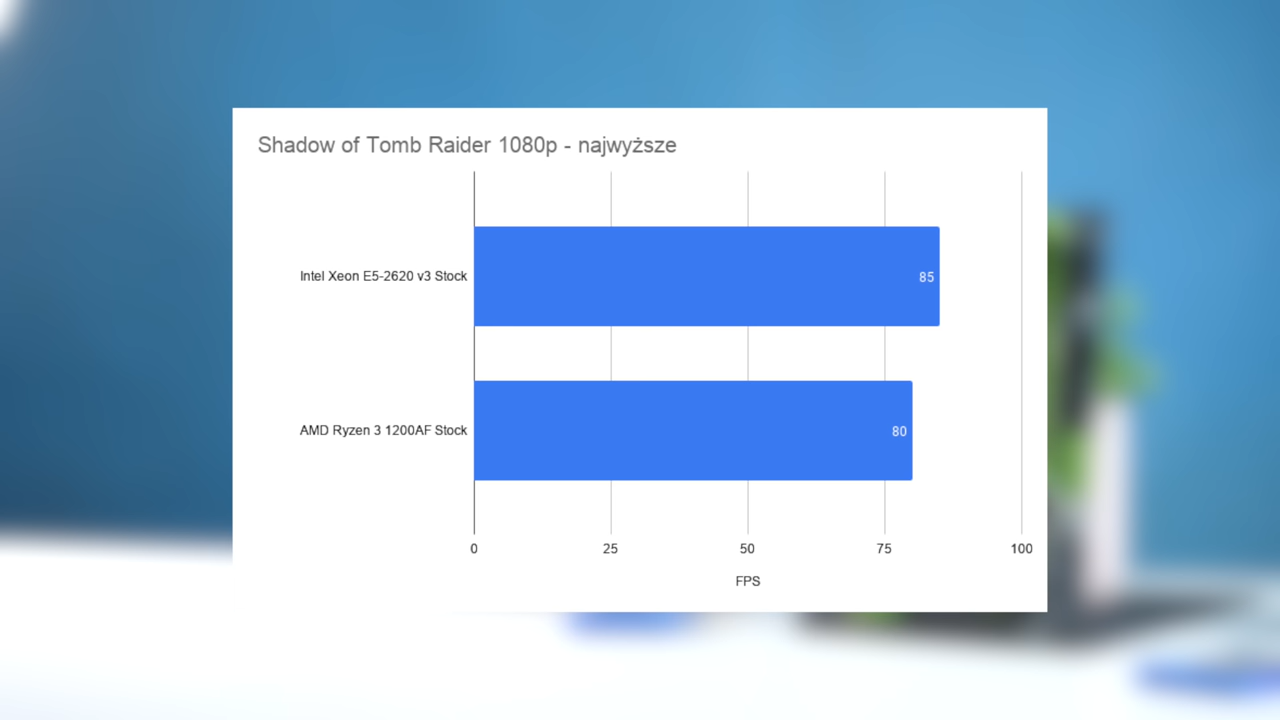 Shadow of Tomb Raider 1080p - najwyższe
Intel Xeon E5-2620 v3 Stock
85
AMD Ryzen 3 1200AF Stock
80
0 25 50 75 100
FPS